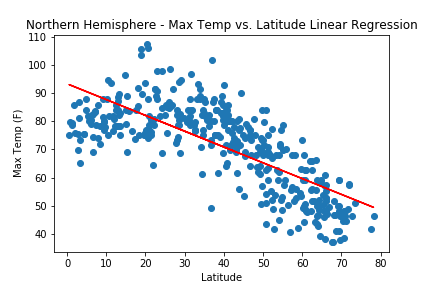 Northern Hemisphere - Max Temp vs. Latitude Linear Regression
110
100
90
80
70
60
50
40
Max Temp (F)
0 10 20 30 40 50 60 70 80
Latitude